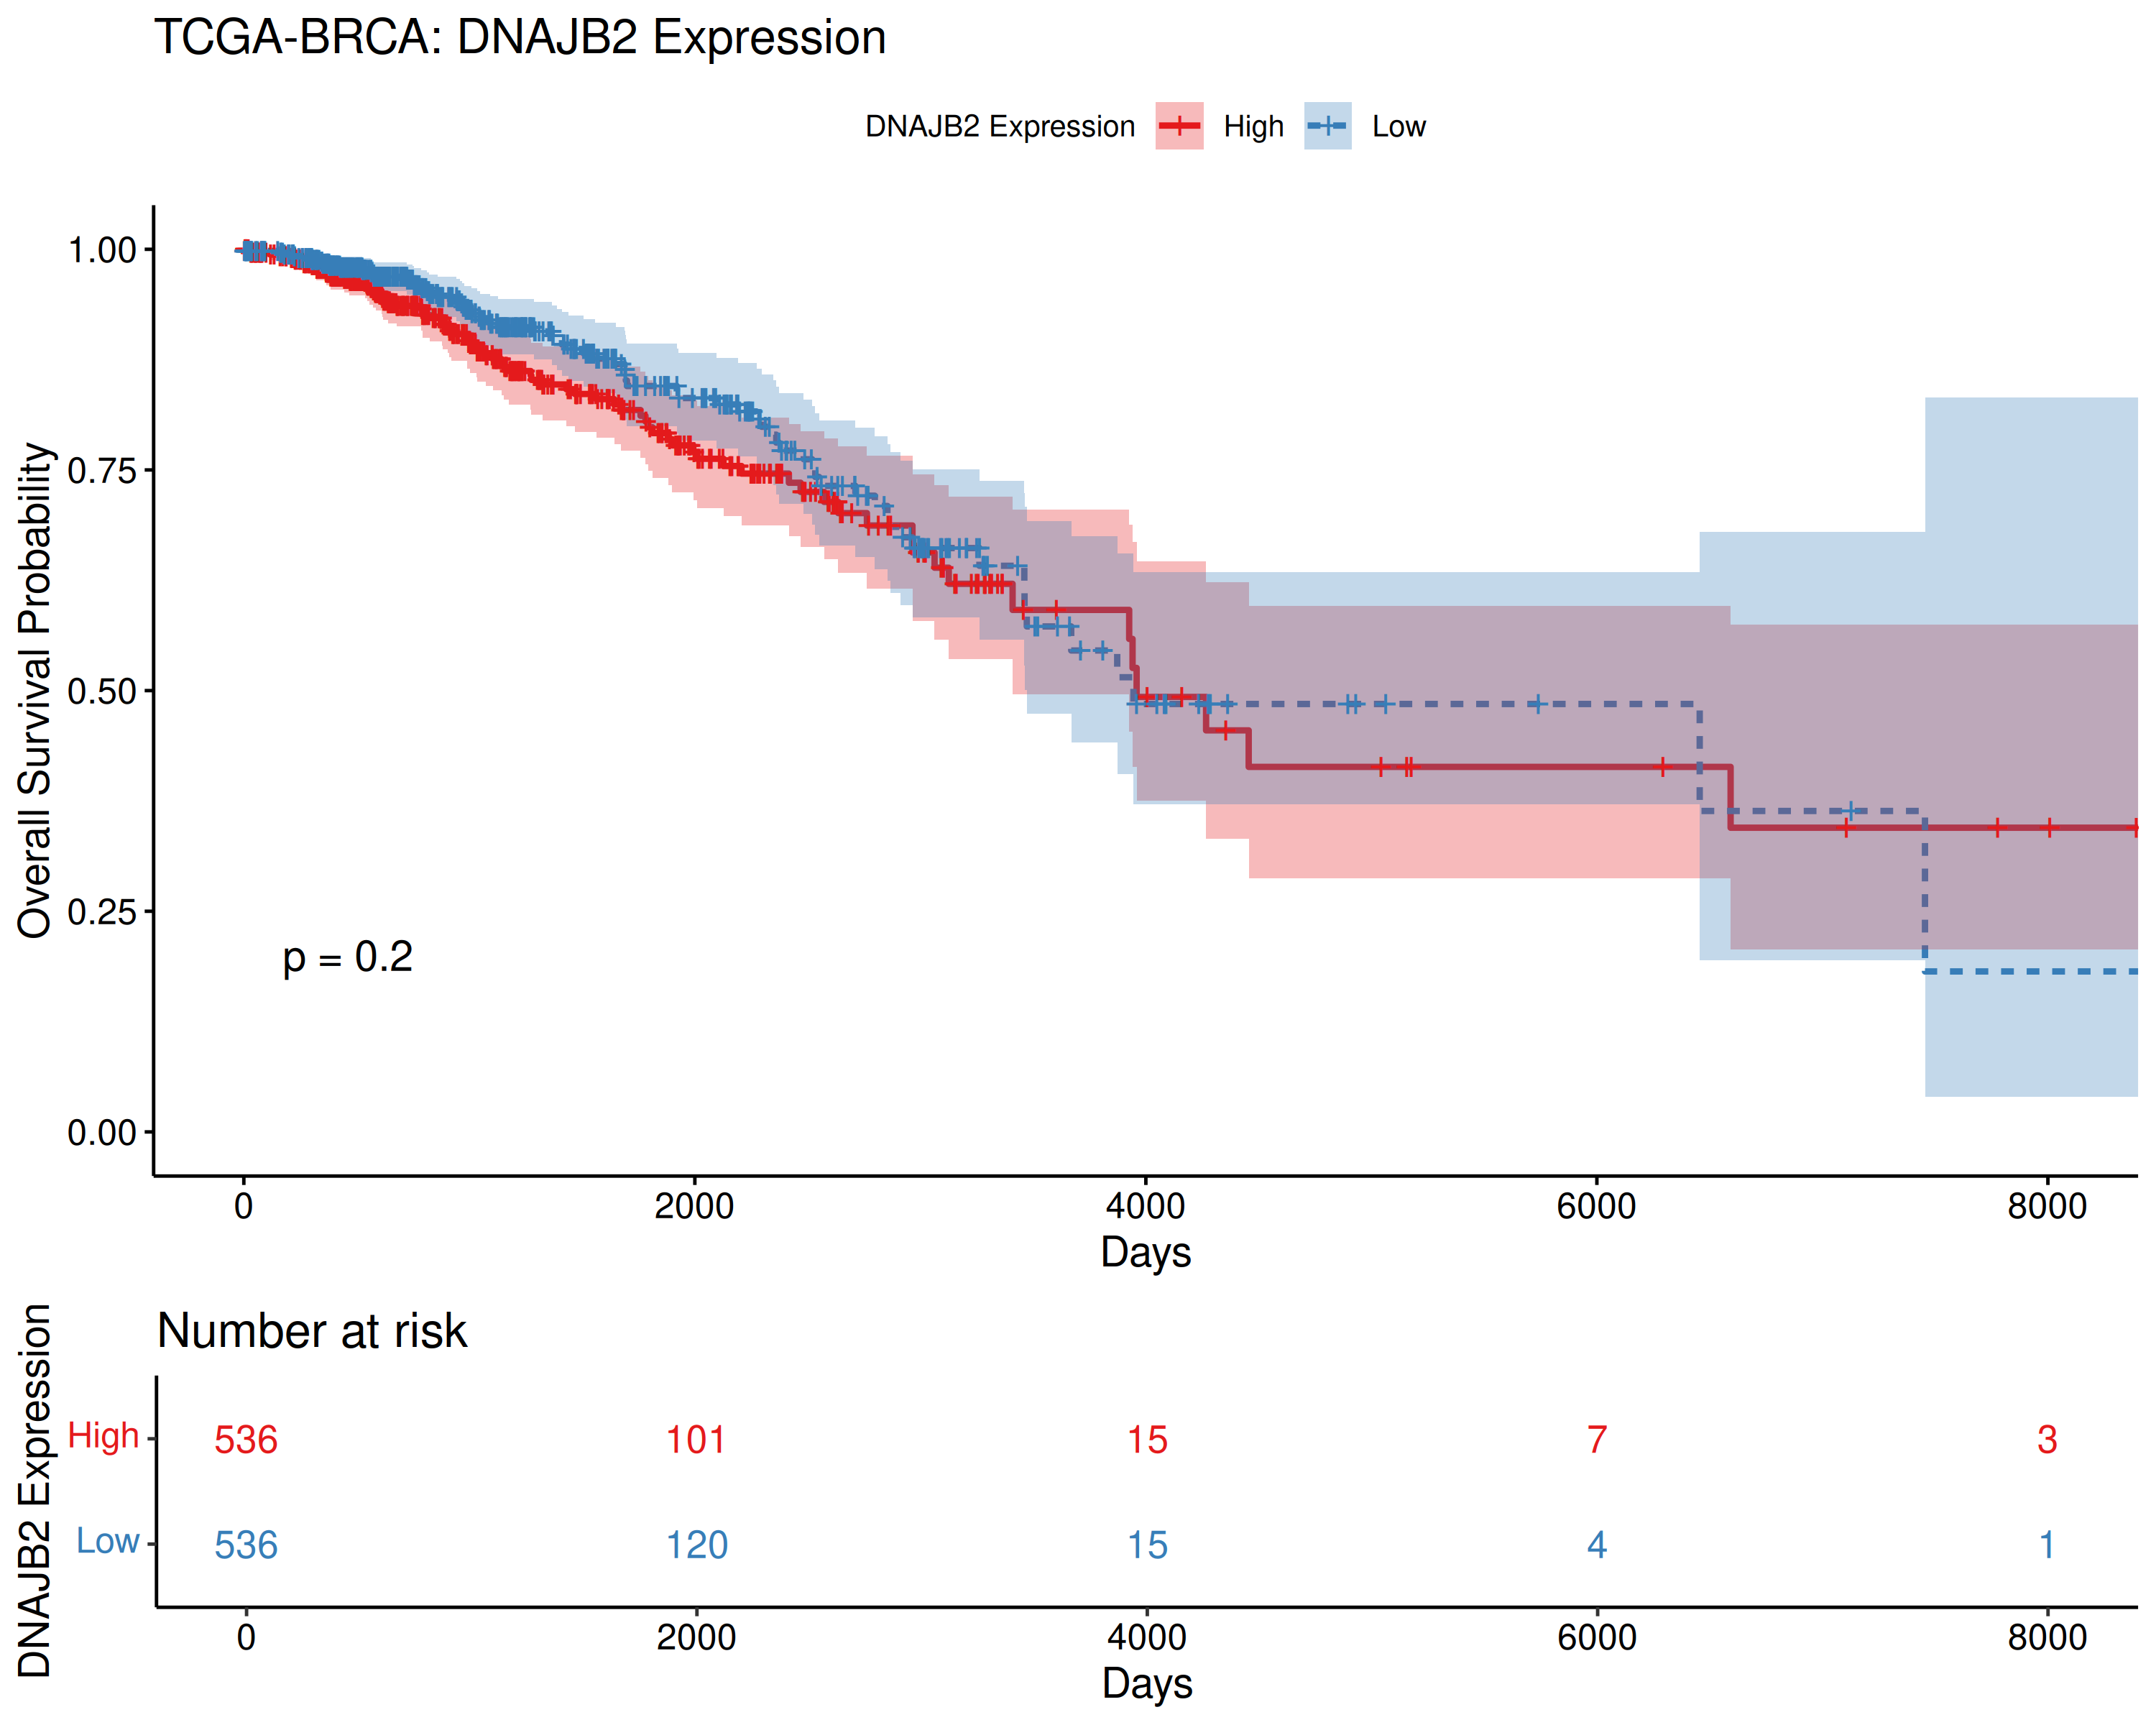 TCGA-BRCA: DNAJB2 Expression
DNAJB2 Expression High Low
Overall Survival Probability
1.00
0.75
0.50
0.25
0.00
p = 0.2
0 2000 4000 6000 8000
Days
Number at risk
DNAJB2 Expression
High 536 101 15 7 3
Low 536 120 15 4 1
0 2000 4000 6000 8000
Days